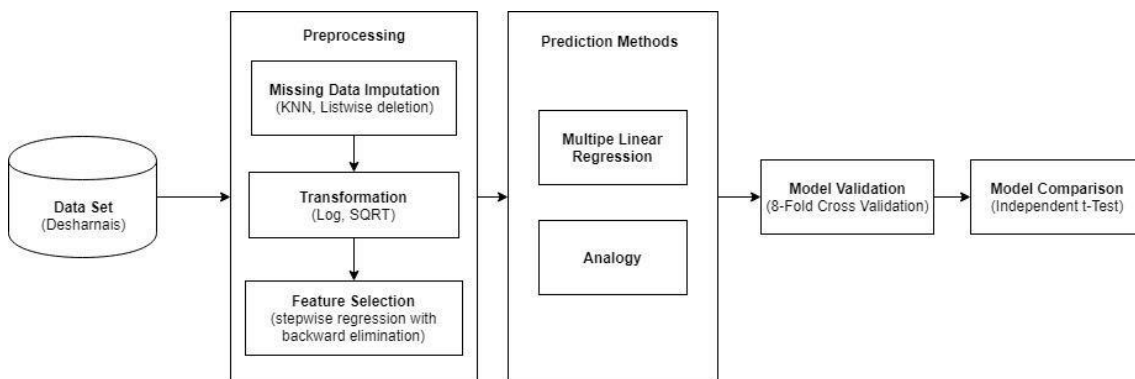 Data Set
(Desharnais)
Preprocessing
Missing Data Imputation
(KNN, Listwise deletion)
Transformation
(Log, SQRT)
Feature Selection
(stepwise regression with
backward elimination)
Prediction Methods
Multipe Linear
Regression
Analogy
Model Validation
(8-Fold Cross Validation)
Model Comparison
(Independent t-Test)